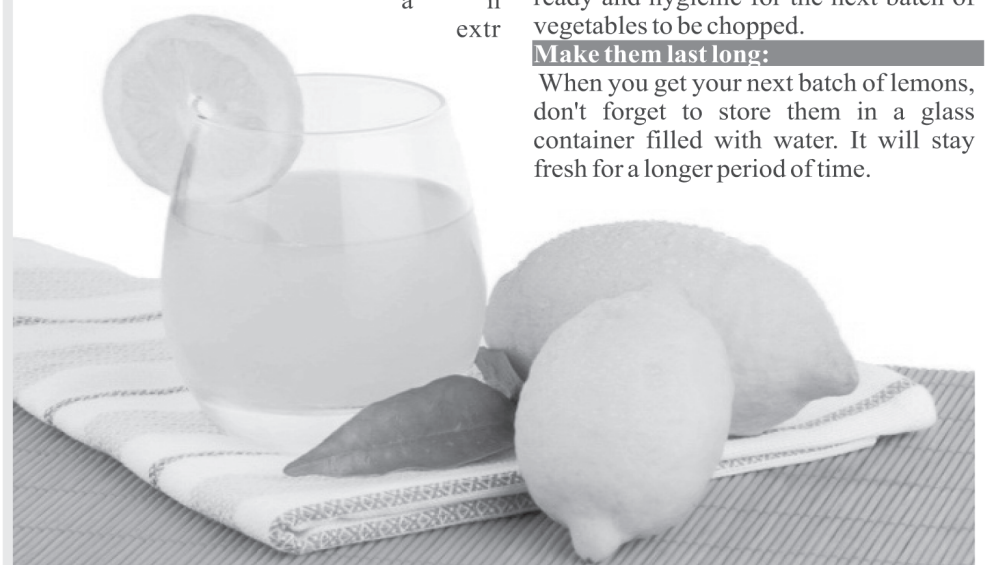 a n
extr
ready and hygienic for the next batch of
vegetables to be chopped.
Make them last long:
When you get your next batch of lemons,
don't forget to store them in a glass
container filled with water. It will stay
fresh for a longer period of time.